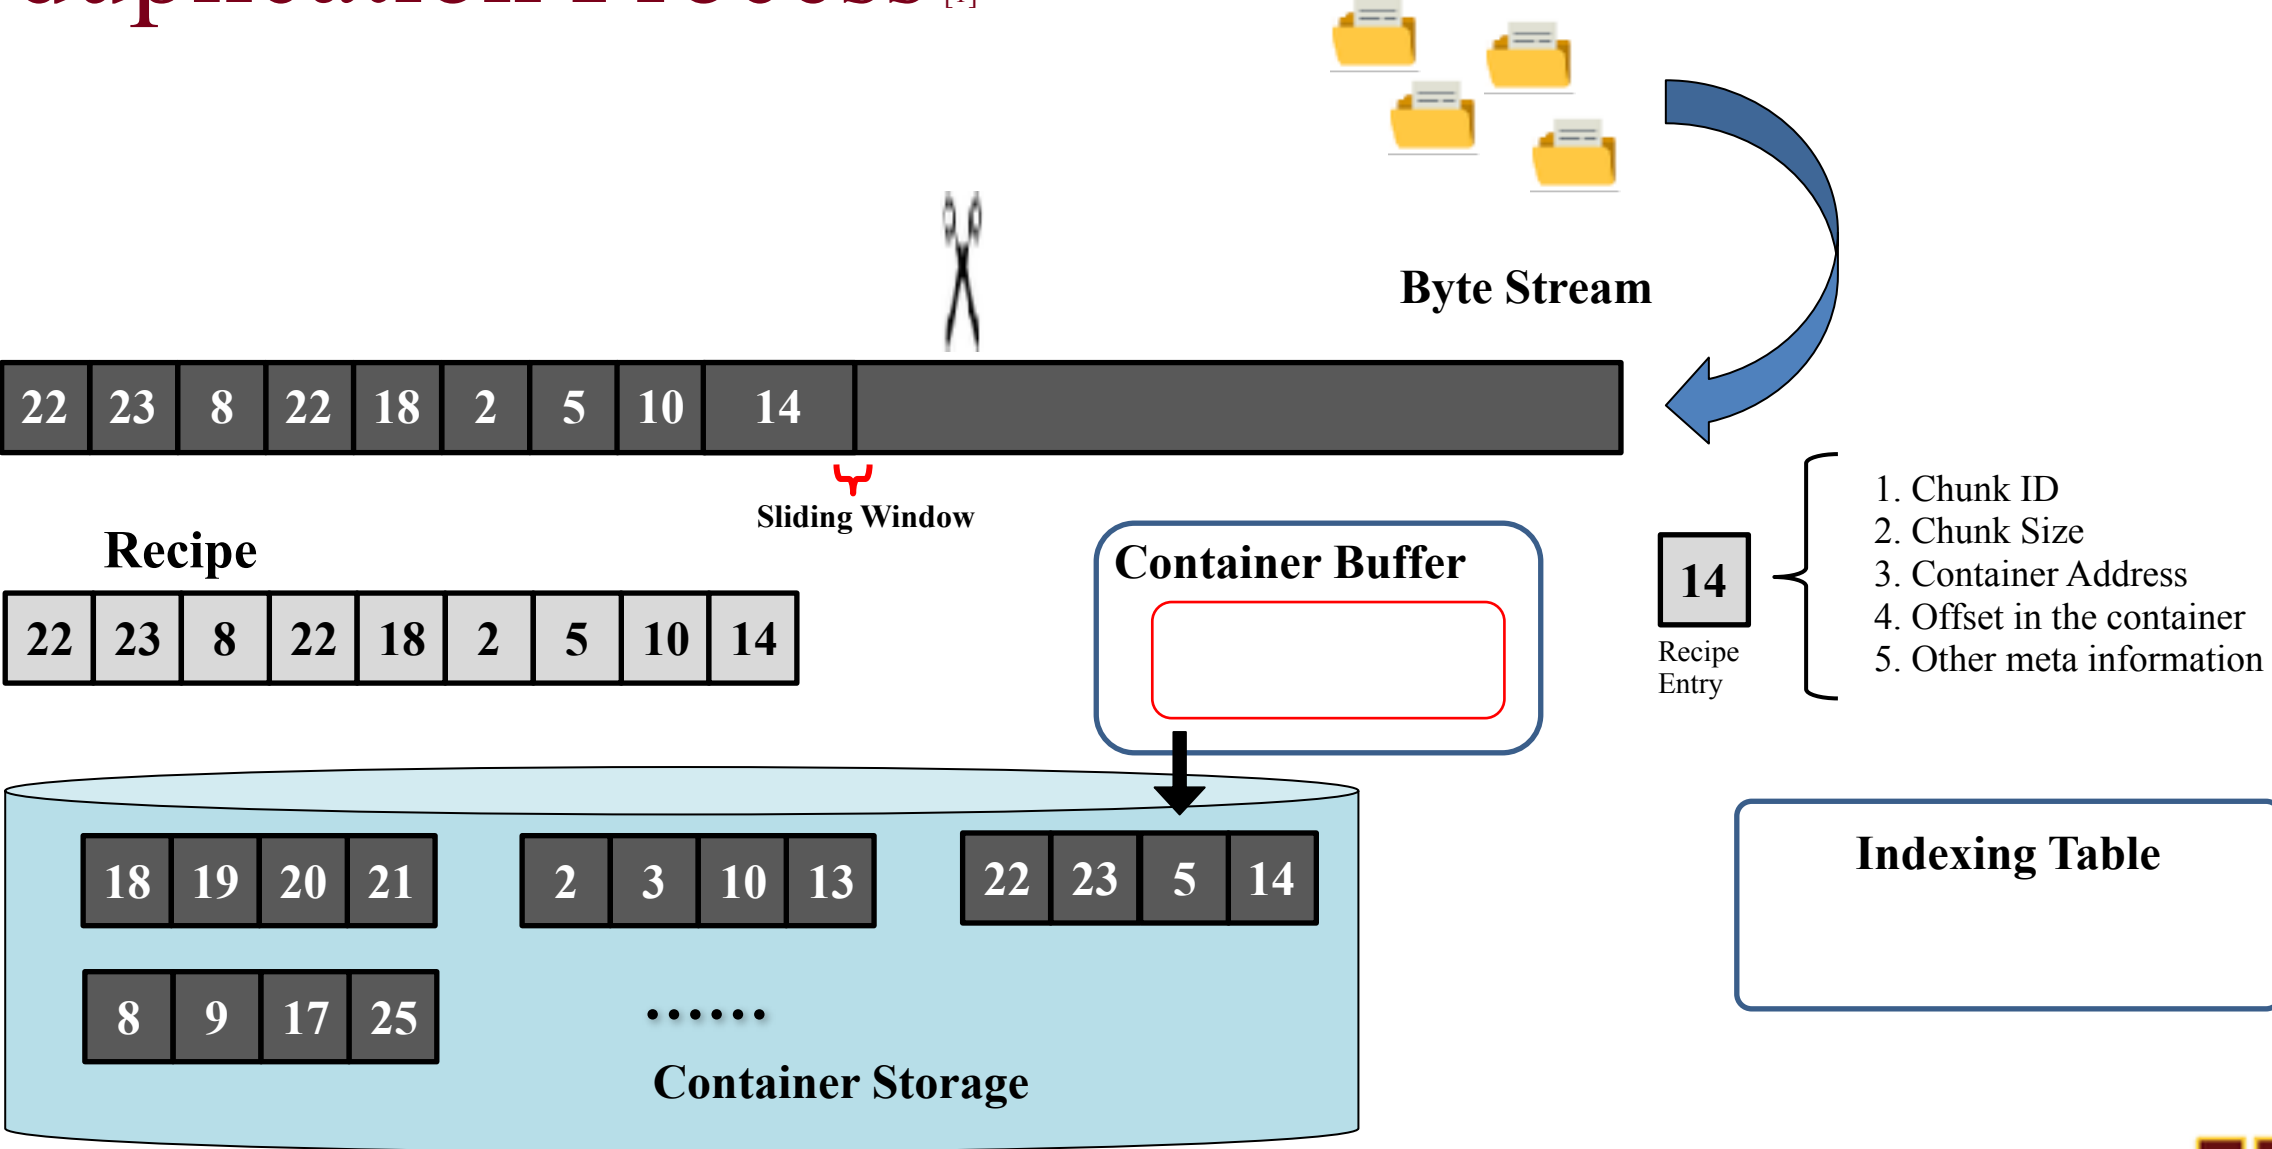 duplication Process [1]
Byte Stream
22 23 8 22 18 2 5 10 14
Sliding Window
Recipe
22 23 8 22 18 2 5 10 14
Container Buffer
14
Recipe
Entry
1. Chunk ID
2. Chunk Size
3. Container Address
4. Offset in the container
5. Other meta information
18 19 20 21
2 3 10 13
22 23 5 14
8 9 17 25
......
Container Storage
Indexing Table